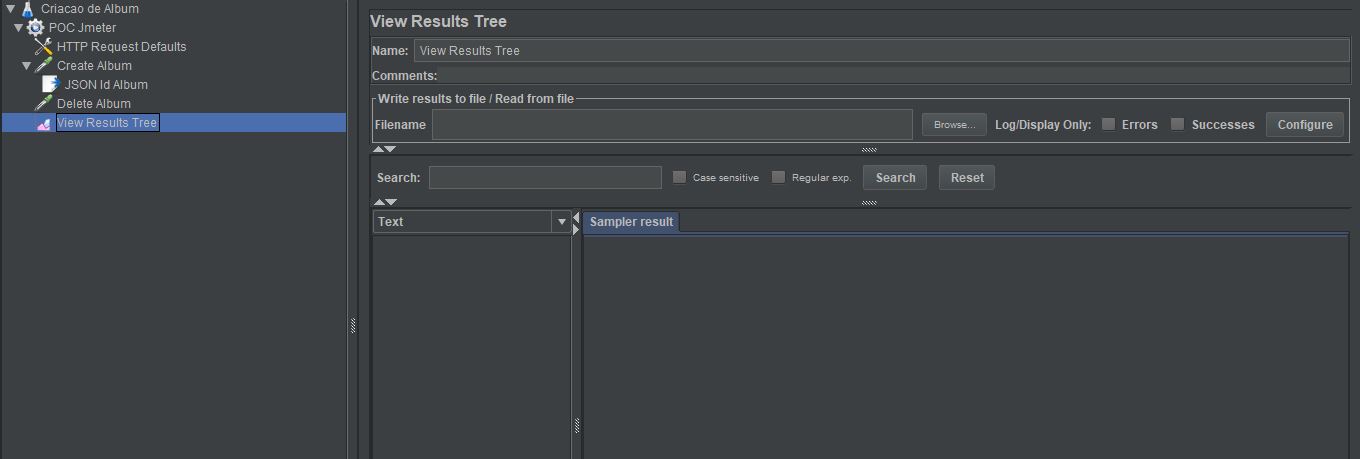 Criacao de Album
POC Jmeter
HTTP Request Defaults
Create Album
JSON Id Album
Delete Album
View Results Tree
View Results Tree
Name: View Results Tree
Comments:
Write results to file / Read from file
Filename Browse... Log/Display Only: Errors Successes Configure
Search: Case sensitive Regular exp. Search Reset
Text Sampler result